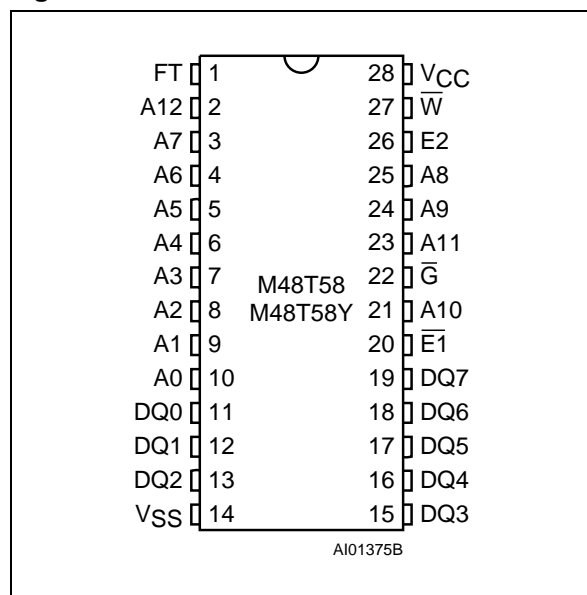 FT 1 28 VCC
A12 2 27 W̅
A7 3 26 E2
A6 4 25 A8
A5 5 24 A9
A4 6 23 A11
A3 7 22 G̅
M48T58
A2 8 M48T58Y 21 A10
A1 9 20 E̅1̅
A0 10 19 DQ7
DQ0 11 18 DQ6
DQ1 12 17 DQ5
DQ2 13 16 DQ4
VSS 14 15 DQ3
AI01375B